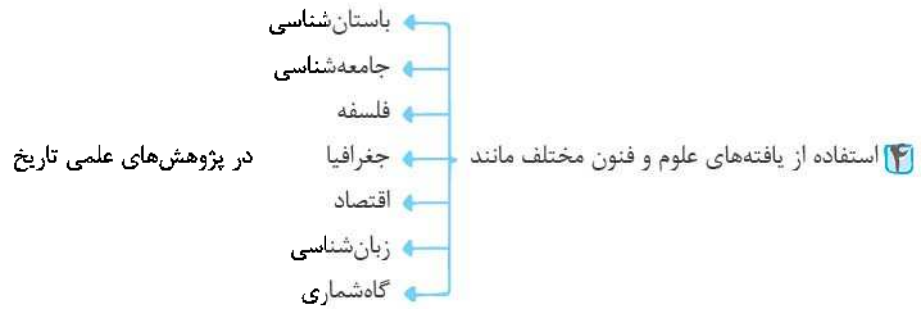 ۴ استفاده از یافته‌های علوم و فنون مختلف مانند
باستان‌شناسی
جامعه‌شناسی
فلسفه
جغرافیا
اقتصاد
زبان‌شناسی
گاه‌شماری
در پژوهش‌های علمی تاریخ